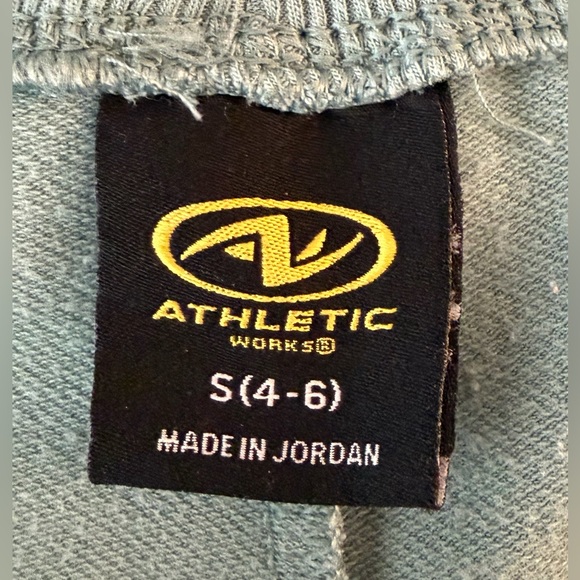 ATHLETIC
WORKS®
S(4-6)
MADE IN JORDAN